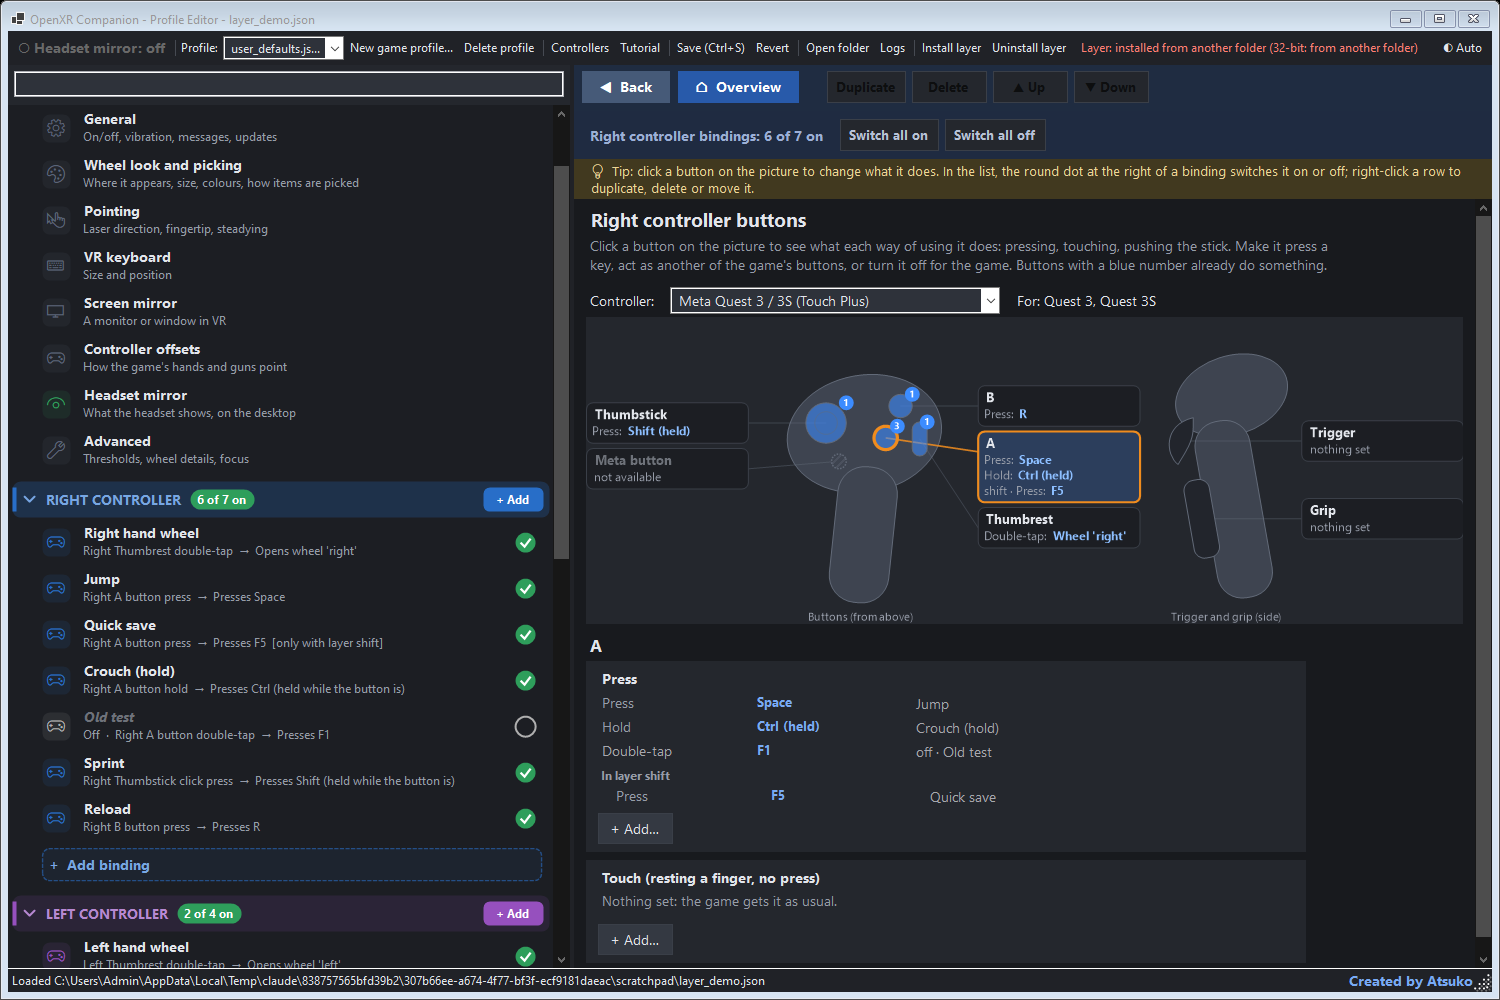 OpenXR Companion - Profile Editor - layer_demo.json
Headset mirror: off
Profile:
user_defaults.js...
New game profile...
Delete profile
Controllers
Tutorial
Save (Ctrl+S)
Revert
Open folder
Logs
Install layer
Uninstall layer
Layer: installed from another folder (32-bit: from another folder)
Auto
General
On/off, vibration, messages, updates
Wheel look and picking
Where it appears, size, colours, how items are picked
Pointing
Laser direction, fingertip, steadying
VR keyboard
Size and position
Screen mirror
A monitor or window in VR
Controller offsets
How the game's hands and guns point
Headset mirror
What the headset shows, on the desktop
Advanced
Thresholds, wheel details, focus
RIGHT CONTROLLER
6 of 7 on
+ Add
Right hand wheel
Right Thumbrest double-tap → Opens wheel 'right'
Jump
Right A button press → Presses Space
Quick save
Right A button press → Presses F5 [only with layer shift]
Crouch (hold)
Right A button hold → Presses Ctrl (held while the button is)
Old test
Off · Right A button double-tap → Presses F1
Sprint
Right Thumbstick click press → Presses Shift (held while the button is)
Reload
Right B button press → Presses R
+ Add binding
LEFT CONTROLLER
2 of 4 on
+ Add
Left hand wheel
Left Thumbrest double-tap → Opens wheel 'left'
Back
Overview
Duplicate
Delete
Up
Down
Right controller bindings: 6 of 7 on
Switch all on
Switch all off
Tip: click a button on the picture to change what it does. In the list, the round dot at the right of a binding switches it on or off; right-click a row to
duplicate, delete or move it.
Right controller buttons
Click a button on the picture to see what each way of using it does: pressing, touching, pushing the stick. Make it press a
key, act as another of the game's buttons, or turn it off for the game. Buttons with a blue number already do something.
Controller:
Meta Quest 3 / 3S (Touch Plus)
For: Quest 3, Quest 3S
Thumbstick
Press: Shift (held)
Meta button
not available
1
1
3
1
B
Press: R
A
Press: Space
Hold: Ctrl (held)
shift · Press: F5
Thumbrest
Double-tap: Wheel 'right'
Trigger
nothing set
Grip
nothing set
Buttons (from above)
Trigger and grip (side)
A
Press
Press
Space
Jump
Hold
Ctrl (held)
Crouch (hold)
Double-tap
F1
off · Old test
In layer shift
Press
F5
Quick save
+ Add...
Touch (resting a finger, no press)
Nothing set: the game gets it as usual.
+ Add...
Loaded C:\Users\Admin\AppData\Local\Temp\claude\838757565bfd39b2\307b66ee-a674-4f77-bf3f-ecf9181daeac\scratchpad\layer_demo.json
Created by Atsuko